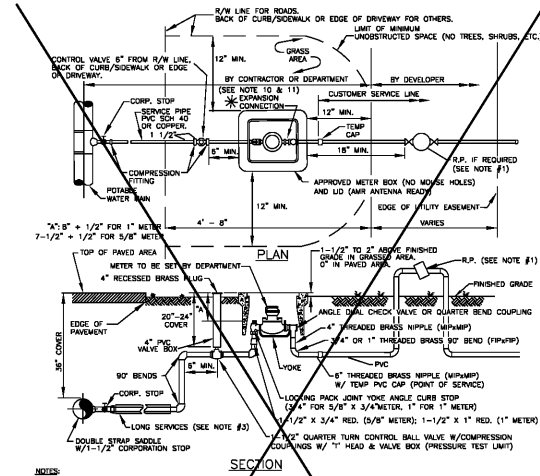 R/W LINE FOR ROADS.
BACK OF CURB/SIDEWALK OR EDGE OF DRIVEWAY FOR OTHERS.
LIMIT OF MINIMUM
UNOBSTRUCTED SPACE (NO TREES, SHRUBS, ETC.)
GRASS
AREA
CONTROL VALVE 6" FROM R/W LINE,
BACK OF CURB/SIDEWALK OR EDGE
OF DRIVEWAY.
12" MIN.
BY CONTRACTOR OR DEPARTMENT
BY DEVELOPER
(SEE NOTE 10 & 11)
CUSTOMER SERVICE LINE
EXPANSION
CONNECTION
12" MIN.
CORP. STOP
SERVICE PIPE
PVC SCH 40
OR COPPER.
1 1/2"
TEMP
CAP
6" MIN.
18" MIN.
COMPRESSION
FITTING
R.P. IF REQUIRED
(SEE NOTE #1)
POTABLE
WATER MAIN
12" MIN.
APPROVED METER BOX (NO MOUSE HOLES)
AND LID (AMR ANTENNA READY)
EDGE OF UTILITY EASEMENT
"A": 8" + 1/2" FOR 1" METER
7-1/2" + 1/2" FOR 5/8" METER
4' - 8"
VARIES
PLAN
TOP OF PAVED AREA
1-1/2" TO 2" ABOVE FINISHED
GRADE IN GRASSED AREA.
0" IN PAVED AREA.
METER TO BE SET BY DEPARTMENT
4" RECESSED BRASS PLUG
R.P. (SEE NOTE #1)
FINISHED GRADE
"A"
20"-24"
COVER
EDGE OF
PAVEMENT
36" COVER
4" PVC
VALVE BOX
YOKE
ANGLE DUAL CHECK VALVE OR QUARTER BEND COUPLING
4" THREADED BRASS NIPPLE (MIPxMIP)
3/4" OR 1" THREADED BRASS 90° BEND (FIPxFIP)
PVC
6" MIN.
90° BENDS
6" THREADED BRASS NIPPLE (MIPxMIP)
W/ TEMP PVC CAP (POINT OF SERVICE)
CORP. STOP
LOCKING PACK JOINT YOKE ANGLE CURB STOP
(3/4" FOR 5/8" X 3/4"METER, 1" FOR 1" METER)
LONG SERVICES (SEE NOTE #3)
1-1/2" X 3/4" RED. (5/8" METER); 1-1/2" X 1" RED. (1" METER)
DOUBLE STRAP SADDLE
W/1-1/2" CORPORATION STOP
1-1/2" QUARTER TURN CONTROL BALL VALVE W/COMPRESSION
COUPLINGS W/ "T" HEAD & VALVE BOX (PRESSURE TEST LIMIT)
SECTION
NOTES: